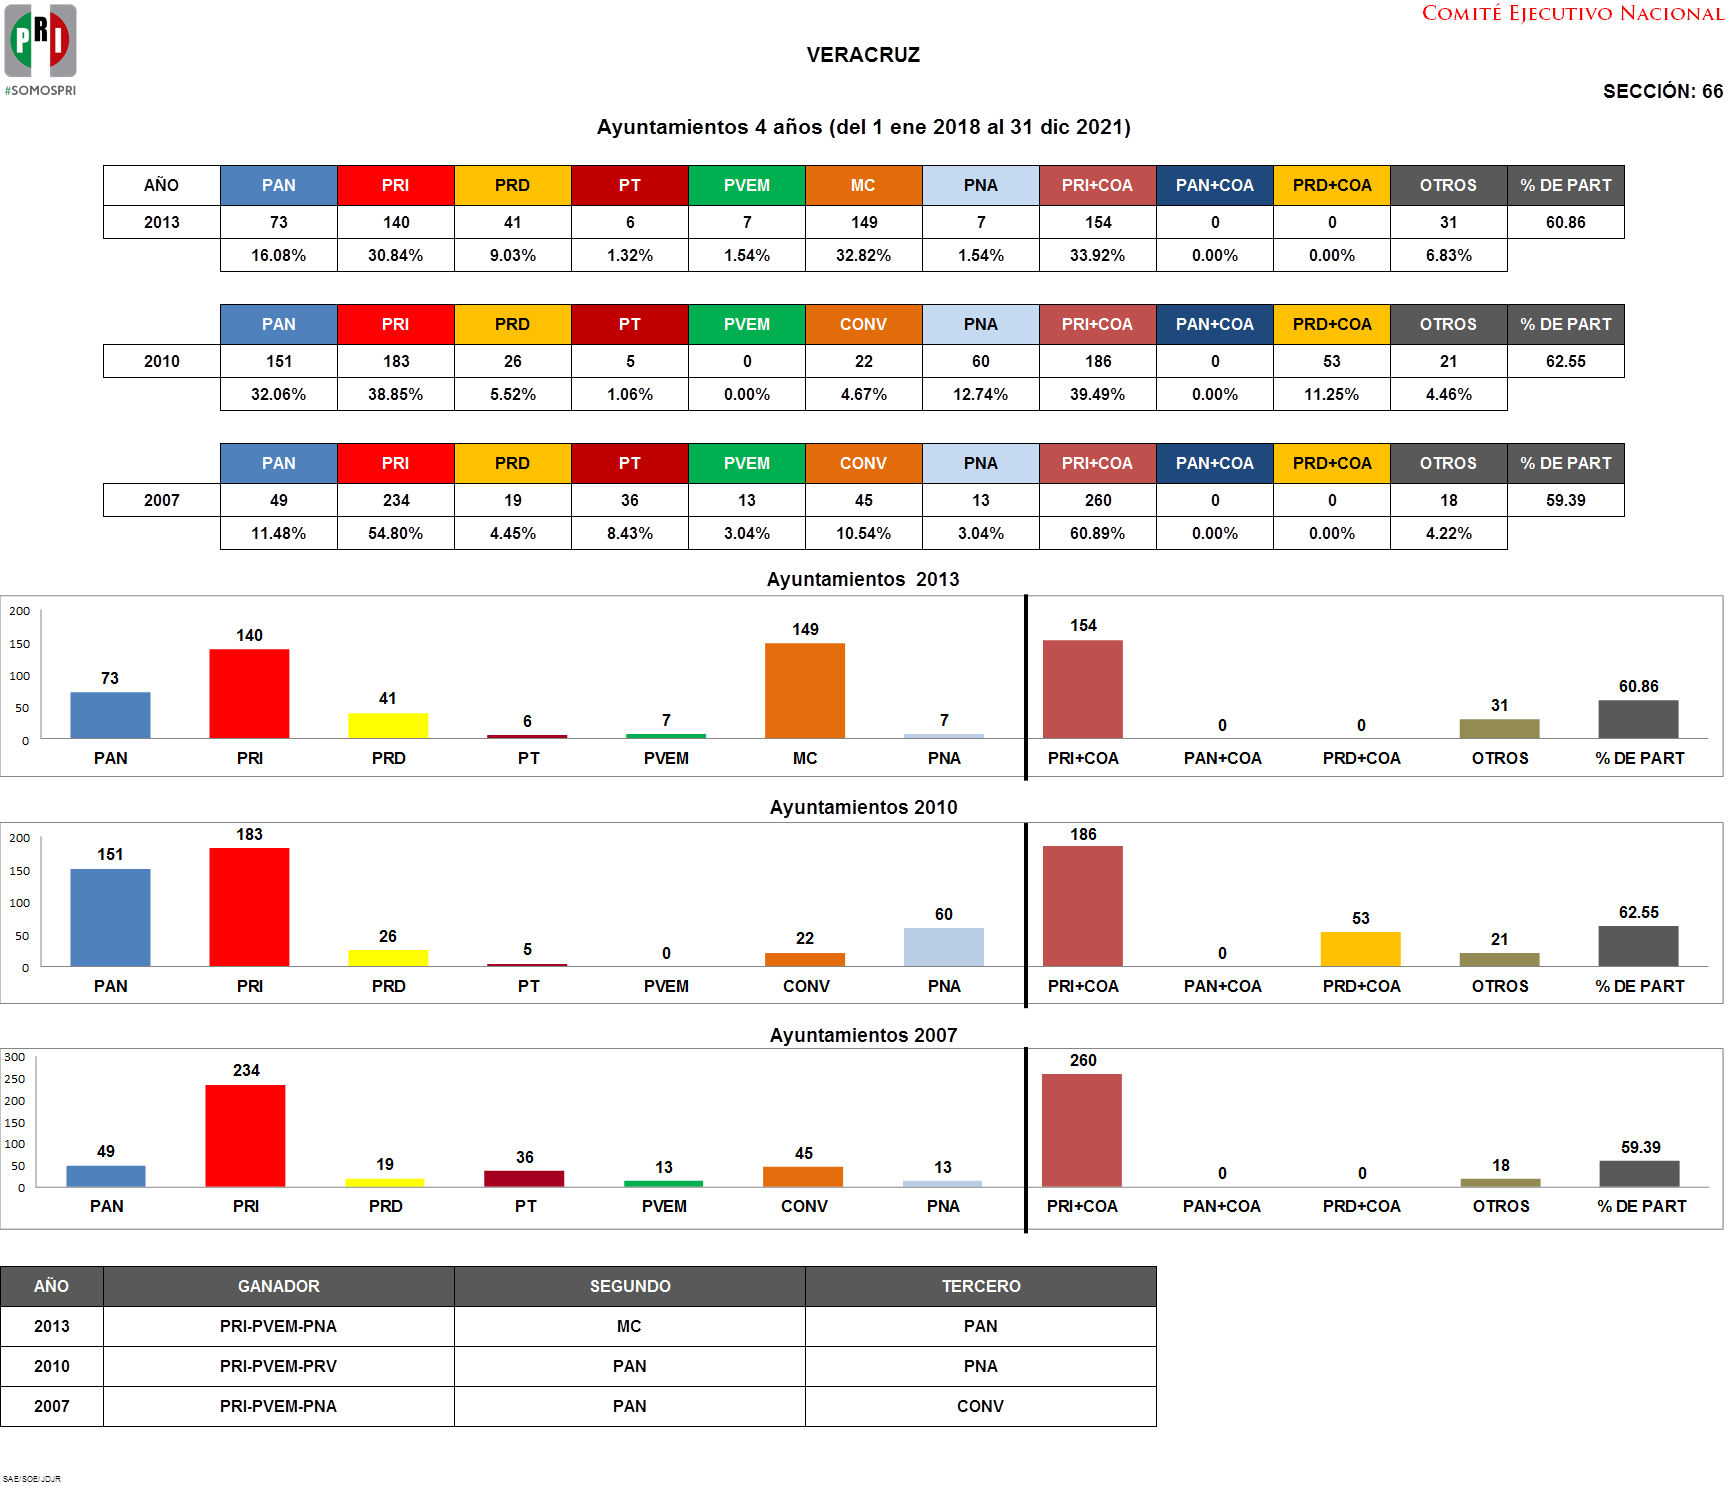 PRI
#SOMOSPRI
COMITÉ EJECUTIVO NACIONAL
VERACRUZ
SECCIÓN: 66
Ayuntamientos 4 años (del 1 ene 2018 al 31 dic 2021)
AÑO PAN PRI PRD PT PVEM MC PNA PRI+COA PAN+COA PRD+COA OTROS % DE PART
2013 73 140 41 6 7 149 7 154 0 0 31 60.86
16.08% 30.84% 9.03% 1.32% 1.54% 32.82% 1.54% 33.92% 0.00% 0.00% 6.83%
PAN PRI PRD PT PVEM CONV PNA PRI+COA PAN+COA PRD+COA OTROS % DE PART
2010 151 183 26 5 0 22 60 186 0 53 21 62.55
32.06% 38.85% 5.52% 1.06% 0.00% 4.67% 12.74% 39.49% 0.00% 11.25% 4.46%
PAN PRI PRD PT PVEM CONV PNA PRI+COA PAN+COA PRD+COA OTROS % DE PART
2007 49 234 19 36 13 45 13 260 0 0 18 59.39
11.48% 54.80% 4.45% 8.43% 3.04% 10.54% 3.04% 60.89% 0.00% 0.00% 4.22%
Ayuntamientos 2013
200
150
100
50
0
73 140 41 6 7 149 7 154 0 0 31 60.86
PAN PRI PRD PT PVEM MC PNA PRI+COA PAN+COA PRD+COA OTROS % DE PART
Ayuntamientos 2010
200
150
100
50
0
151 183 26 5 0 22 60 186 0 53 21 62.55
PAN PRI PRD PT PVEM CONV PNA PRI+COA PAN+COA PRD+COA OTROS % DE PART
Ayuntamientos 2007
300
250
200
150
100
50
0
49 234 19 36 13 45 13 260 0 0 18 59.39
PAN PRI PRD PT PVEM CONV PNA PRI+COA PAN+COA PRD+COA OTROS % DE PART
AÑO GANADOR SEGUNDO TERCERO
2013 PRI-PVEM-PNA MC PAN
2010 PRI-PVEM-PRV PAN PNA
2007 PRI-PVEM-PNA PAN CONV
SAE/SOE/JDJR